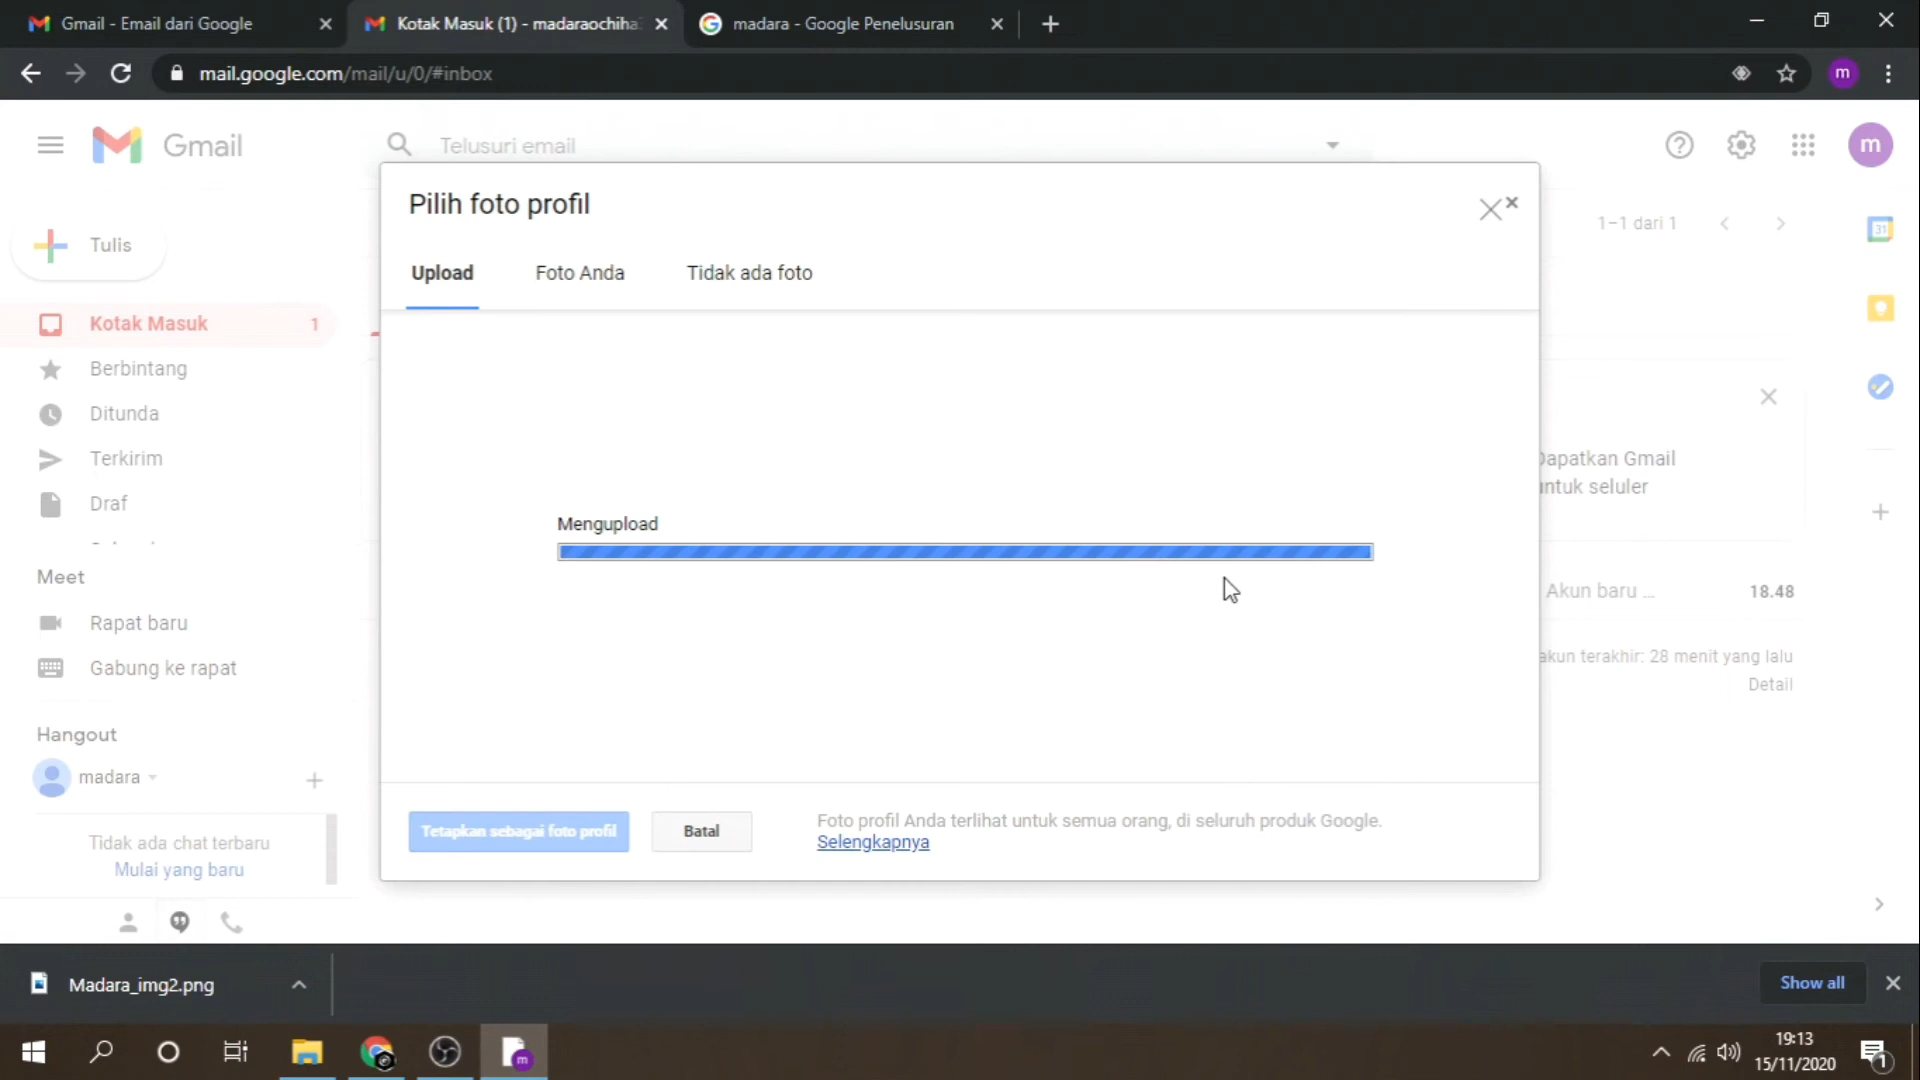 Gmail - Email dari Google
Kotak Masuk (1) - madaraochiha
madara - Google Penelusuran
mail.google.com/mail/u/0/#inbox
m
Gmail
Telusuri email
m
Pilih foto profil
1–1 dari 1
31
Tulis
Upload
Foto Anda
Tidak ada foto
Kotak Masuk
1
Berbintang
Ditunda
Terkirim
Dapatkan Gmail
untuk seluler
Draf
Mengupload
Meet
Akun baru ...
18.48
Rapat baru
akun terakhir: 28 menit yang lalu
Gabung ke rapat
Detail
Hangout
madara
Tidak ada chat terbaru
Mulai yang baru
Tetapkan sebagai foto profil
Batal
Foto profil Anda terlihat untuk semua orang, di seluruh produk Google.
Selengkapnya
Madara_img2.png
Show all
m
19:13
15/11/2020
1